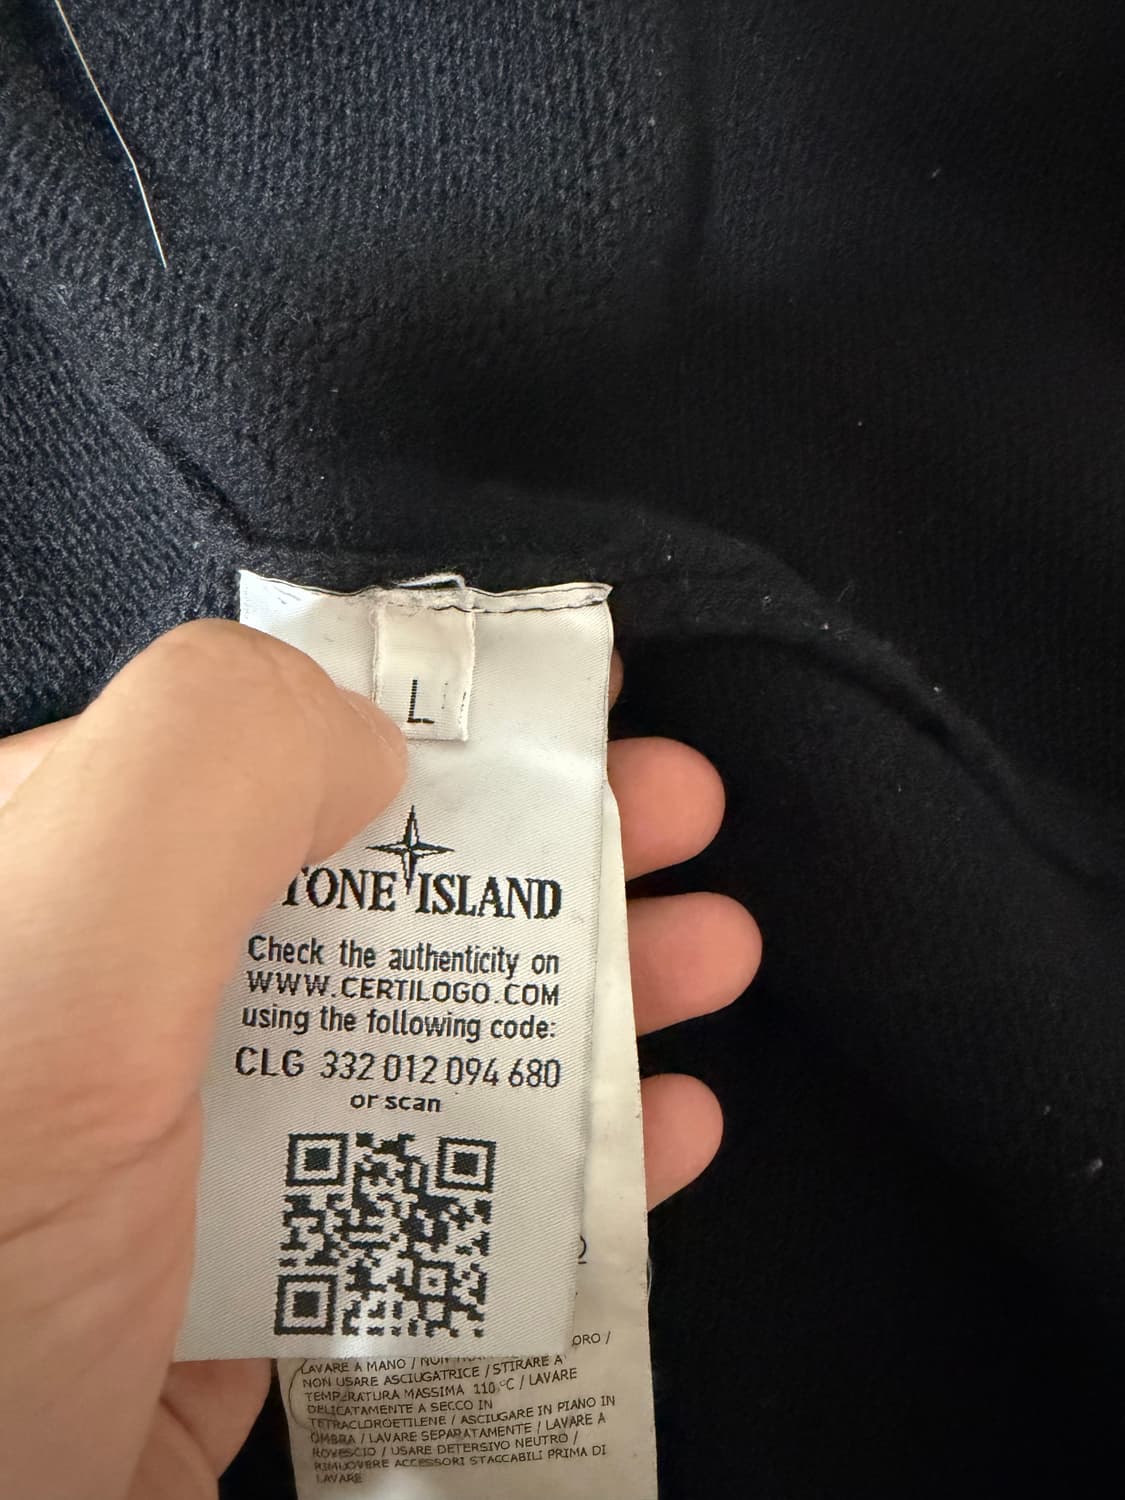 L
TONE ISLAND
Check the authenticity on
WWW.CERTILOGO.COM
using the following code:
CLG 332 012 094 680
or scan
ORO /
LAVARE A MANO / NON
NON USARE ASCIUGATRICE / STIRARE A
TEMPERATURA MASSIMA 110°C / LAVARE
DELICATAMENTE A SECCO IN
TETRACLOROETILENE / ASCIUGARE IN PIANO IN
OMBRA / LAVARE SEPARATAMENTE / LAVARE A
ROVESCIO / USARE DETERSIVO NEUTRO /
RIMUOVERE ACCESSORI STACCABILI PRIMA DI
LAVARE